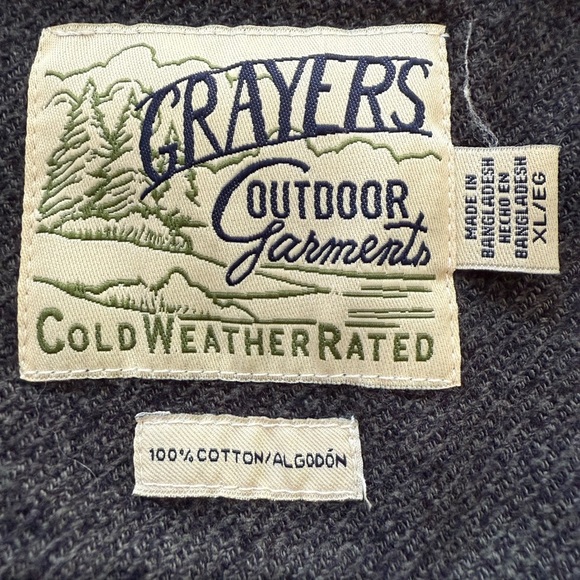 GRAYERS
OUTDOOR
Garments
COLD WEATHER RATED
MADE IN
BANGLADESH
HECHO EN
BANGLADESH
XL/EG
100% COTTON/ALGODÓN